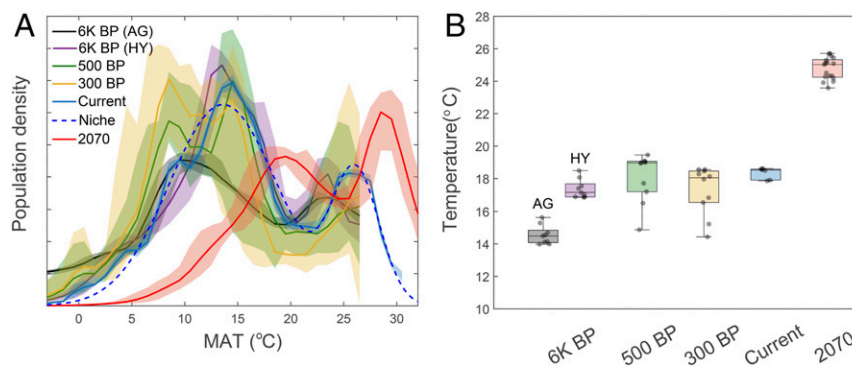 A
Population density
6K BP (AG)
6K BP (HY)
500 BP
300 BP
Current
Niche
2070
0 5 10 15 20 25 30
MAT (°C)
B
Temperature(° C)
28
26
24
22
20
18
16
14
12
10
AG
HY
6K BP
500 BP
300 BP
Current
2070